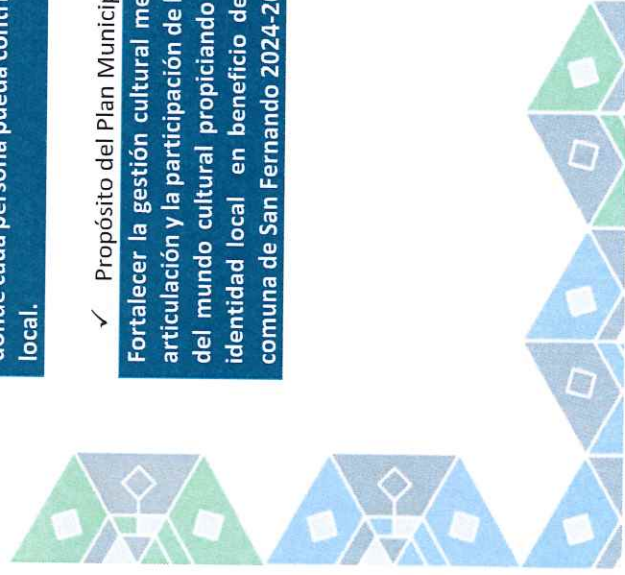 donde cada persona pueda
local.
✓ Propósito del Plan
Fortalecer la gestión cultural
articulación y la participación de
del mundo cultural propiciando
identidad local en beneficio
comuna de San Fernando